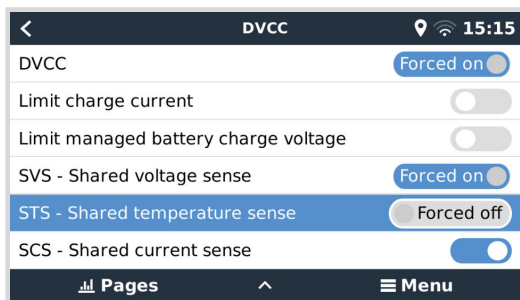 DVCC 15:15
DVCC Forced on
Limit charge current
Limit managed battery charge voltage
SVS - Shared voltage sense Forced on
STS - Shared temperature sense Forced off
SCS - Shared current sense
Pages Menu